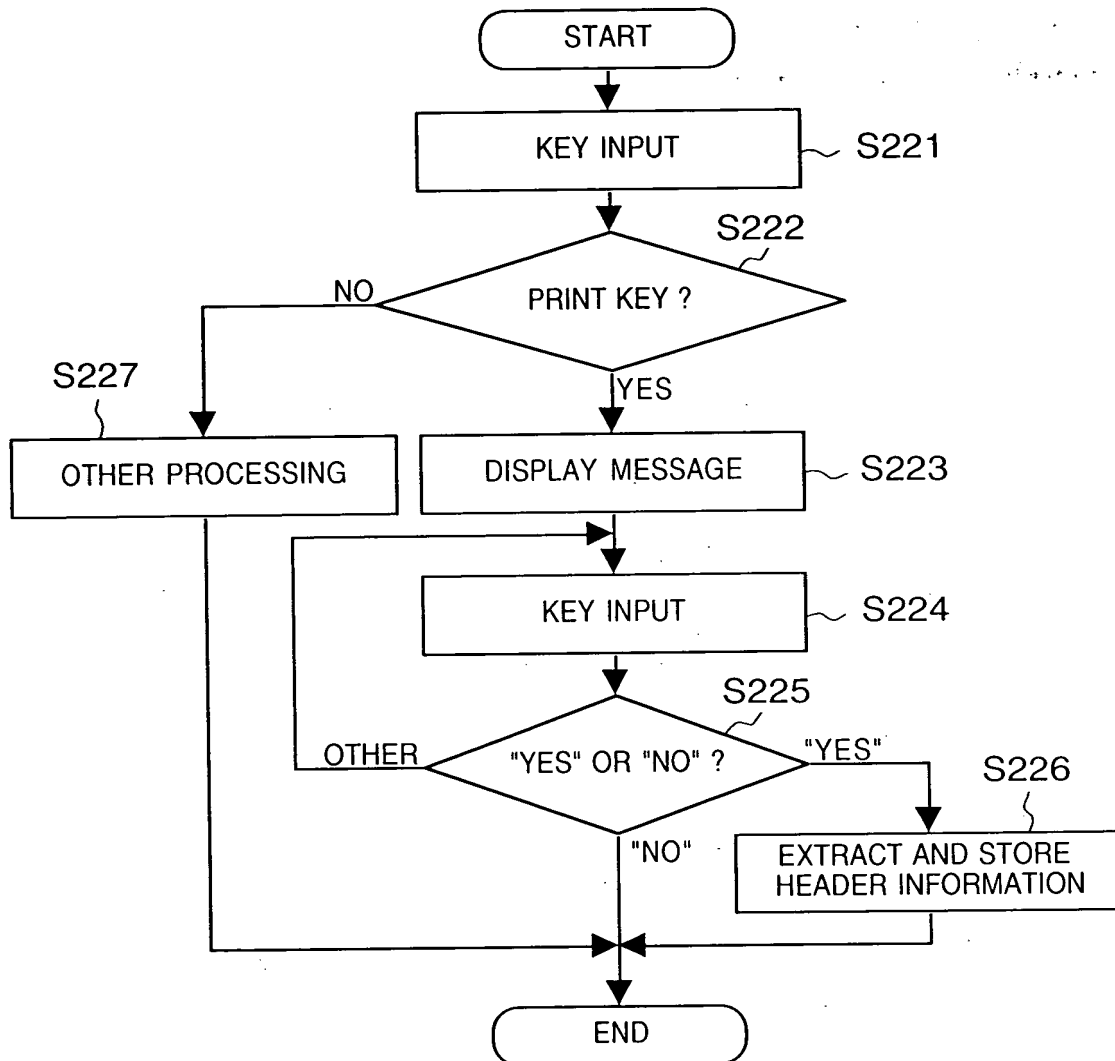 START
KEY INPUT
S221
S222
PRINT KEY ?
NO
YES
S227
OTHER PROCESSING
DISPLAY MESSAGE
S223
KEY INPUT
S224
S225
"YES" OR "NO" ?
OTHER
"YES"
"NO"
S226
EXTRACT AND STORE
HEADER INFORMATION
END